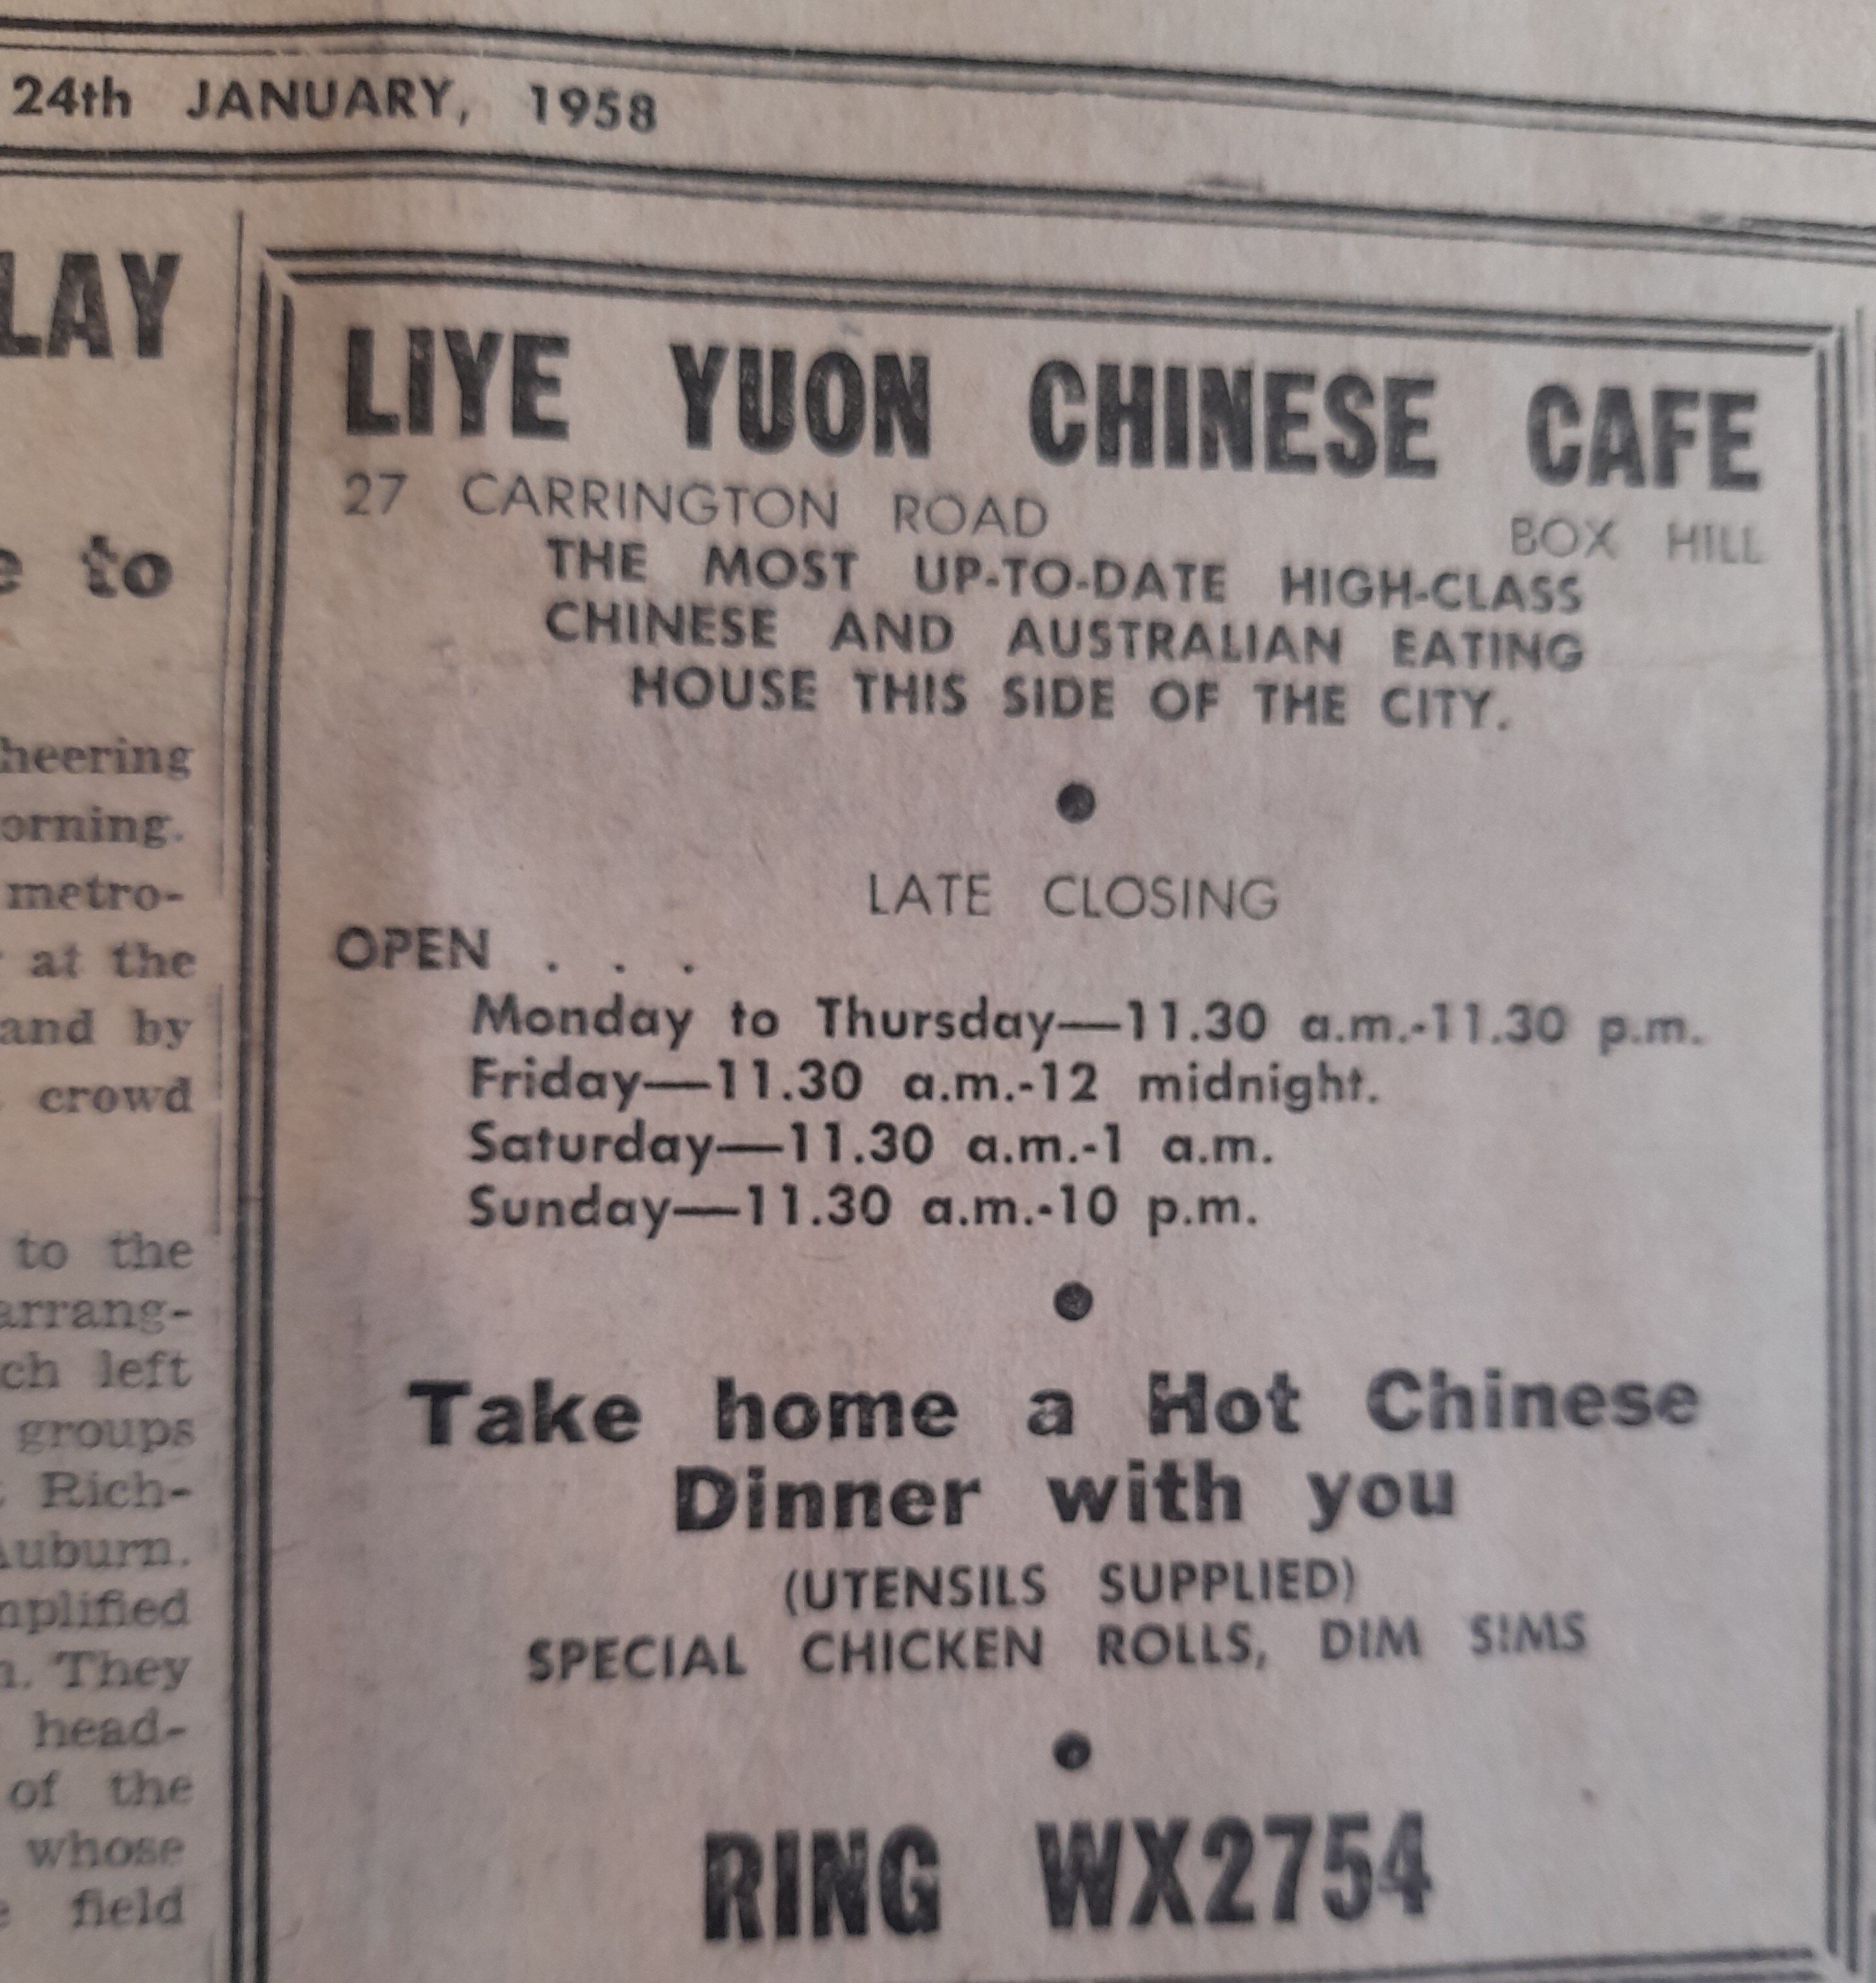 24th JANUARY, 1958
LAY
to
heering
orning.
metro-
at the
and by
crowd
to the
arrang-
ch left
groups
Rich-
Auburn.
mplified
They
head-
of the
whose
field
LIYE YUON CHINESE CAFE
27 CARRINGTON ROAD BOX HILL
THE MOST UP-TO-DATE HIGH-CLASS
CHINESE AND AUSTRALIAN EATING
HOUSE THIS SIDE OF THE CITY.
LATE CLOSING
OPEN . . .
Monday to Thursday—11.30 a.m.-11.30 p.m.
Friday—11.30 a.m.-12 midnight.
Saturday—11.30 a.m.-1 a.m.
Sunday—11.30 a.m.-10 p.m.
Take home a Hot Chinese
Dinner with you
(UTENSILS SUPPLIED)
SPECIAL CHICKEN ROLLS, DIM SIMS
RING WX2754